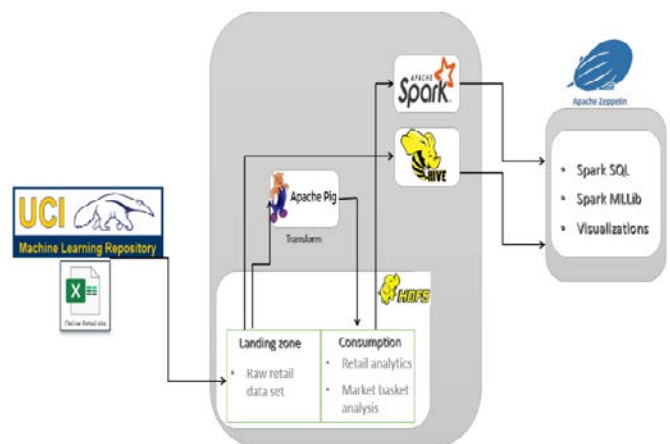 APACHE
Spark
HIVE
Apache Zeppelin
• Spark SQL
• Spark MLLib
• Visualizations
Apache Pig
Transform
UCI
Machine Learning Repository
Online Retail.xlsx
HDFS
Landing zone
• Raw retail
data set
Consumption
• Retail analytics
• Market basket
analysis